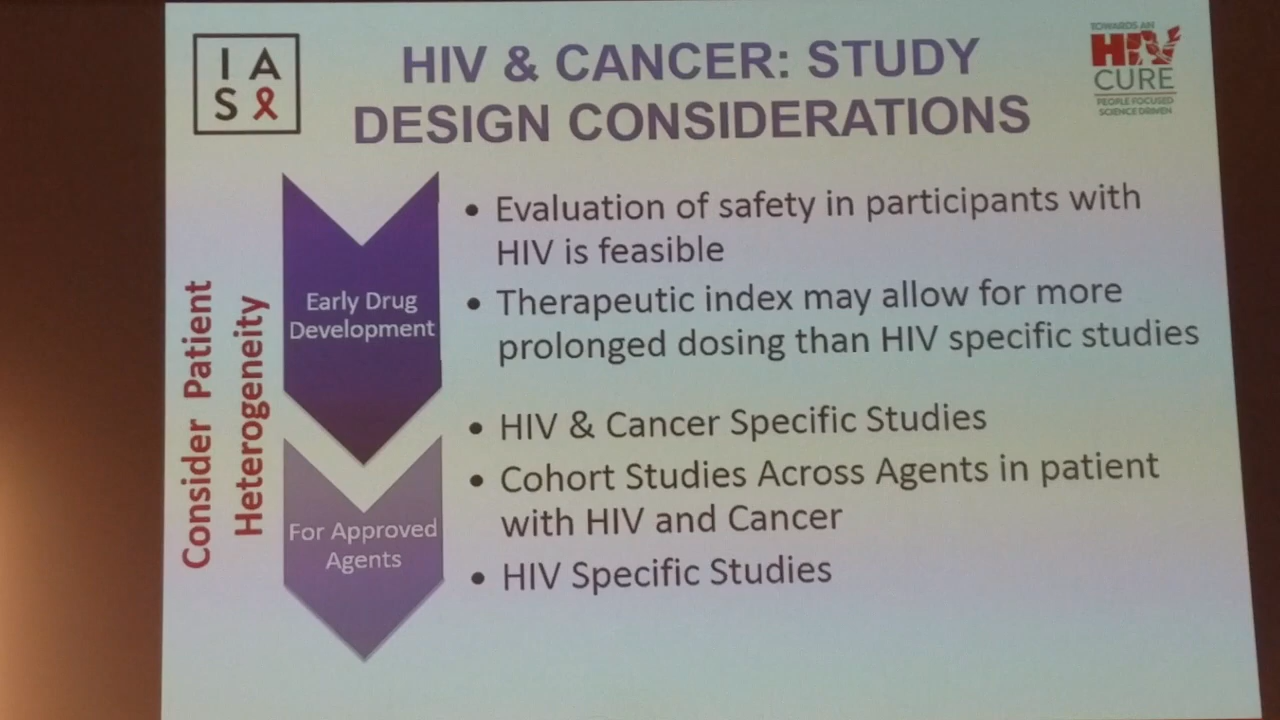 I A
S
HIV & CANCER: STUDY
DESIGN CONSIDERATIONS
TOWARDS AN
HIV
CURE
PEOPLE FOCUSED
SCIENCE DRIVEN
Consider Patient
Heterogeneity
Early Drug
Development
• Evaluation of safety in participants with
HIV is feasible
• Therapeutic index may allow for more
prolonged dosing than HIV specific studies
For Approved
Agents
• HIV & Cancer Specific Studies
• Cohort Studies Across Agents in patient
with HIV and Cancer
• HIV Specific Studies